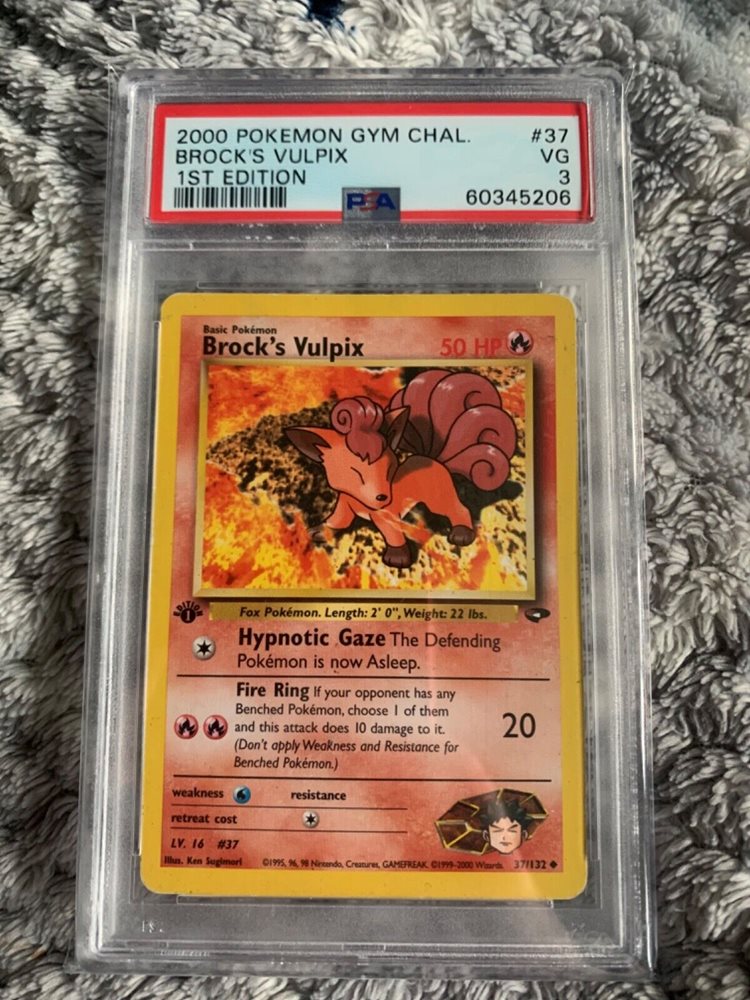 2000 POKEMON GYM CHAL. #37
BROCK'S VULPIX VG
1ST EDITION 3
PSA 60345206
Basic Pokémon
Brock's Vulpix 50 HP
EDITION
1
Fox Pokémon. Length: 2' 0", Weight: 22 lbs.
Hypnotic Gaze The Defending
Pokémon is now Asleep.
Fire Ring If your opponent has any
Benched Pokémon, choose 1 of them
and this attack does 10 damage to it. 20
(Don't apply Weakness and Resistance for
Benched Pokémon.)
weakness resistance
retreat cost
LV. 16 #37
Illus. Ken Sugimori ©1995, 96, 98 Nintendo, Creatures, GAMEFREAK. ©1999-2000 Wizards. 37/132